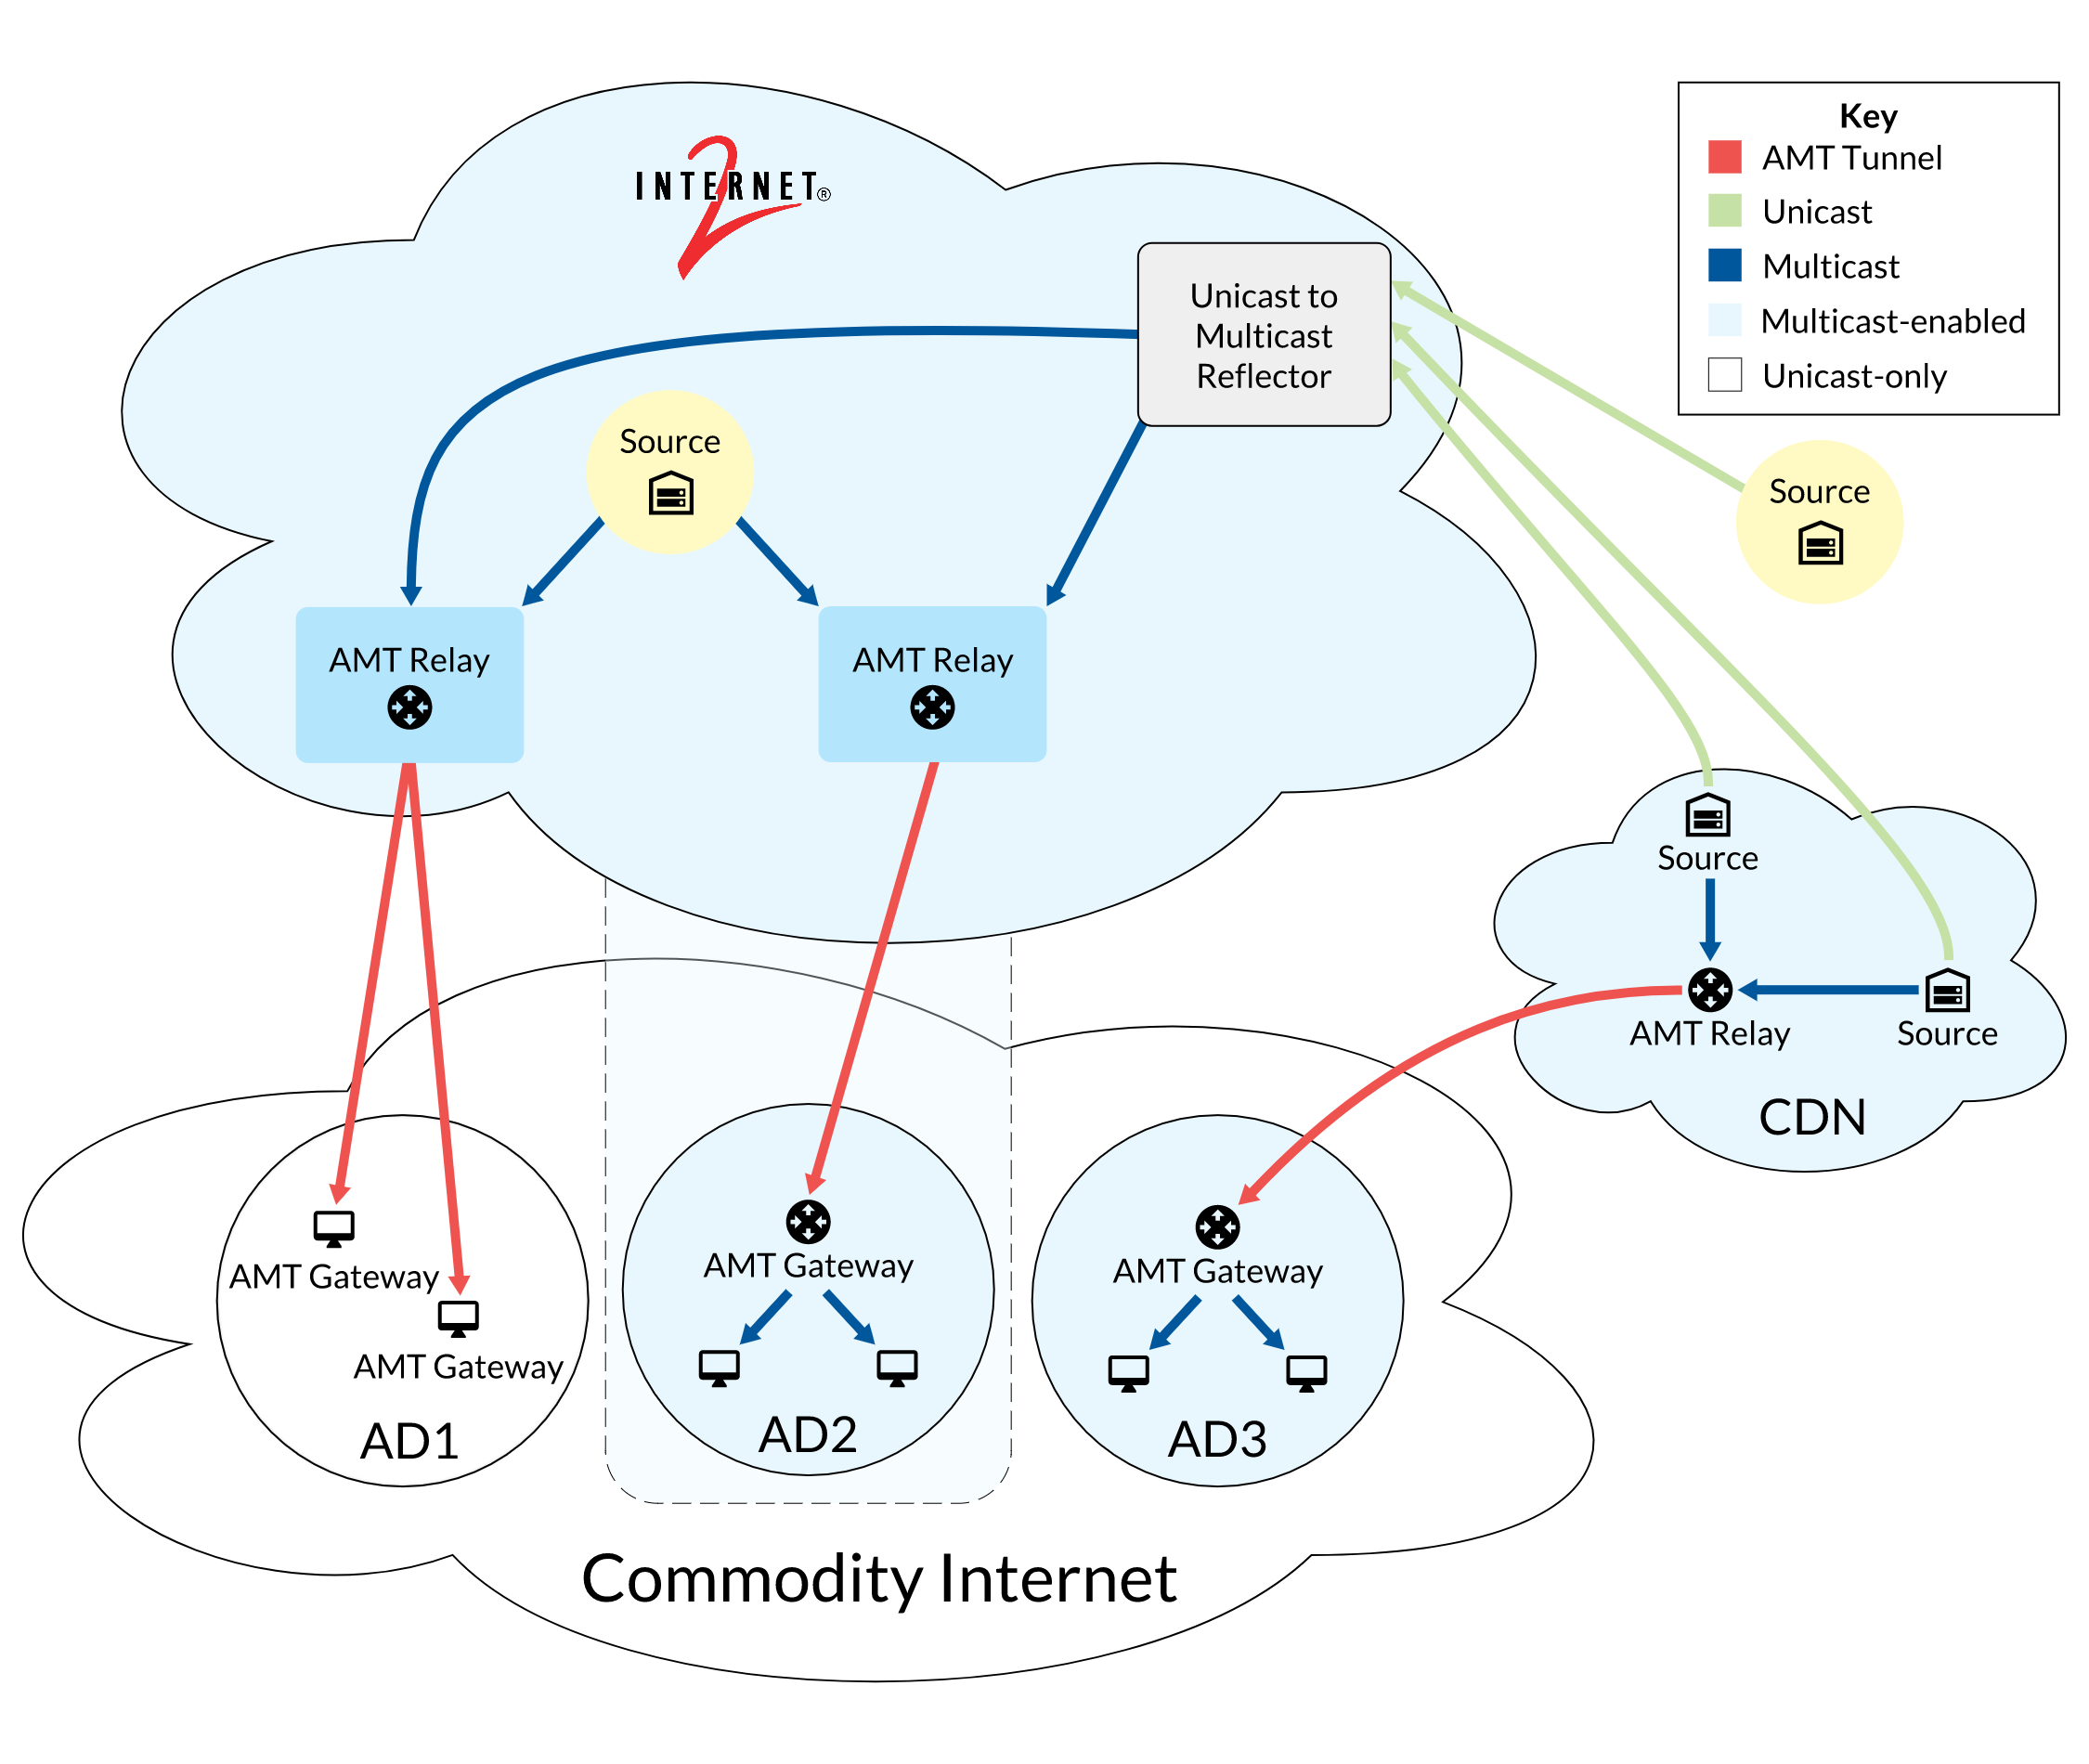 INTERNET®
2
Key
AMT Tunnel
Unicast
Multicast
Multicast-enabled
Unicast-only
Unicast to
Multicast
Reflector
Source
Source
AMT Relay
AMT Relay
Source
AMT Relay
Source
CDN
AMT Gateway
AMT Gateway
AD1
AMT Gateway
AD2
AMT Gateway
AD3
Commodity Internet